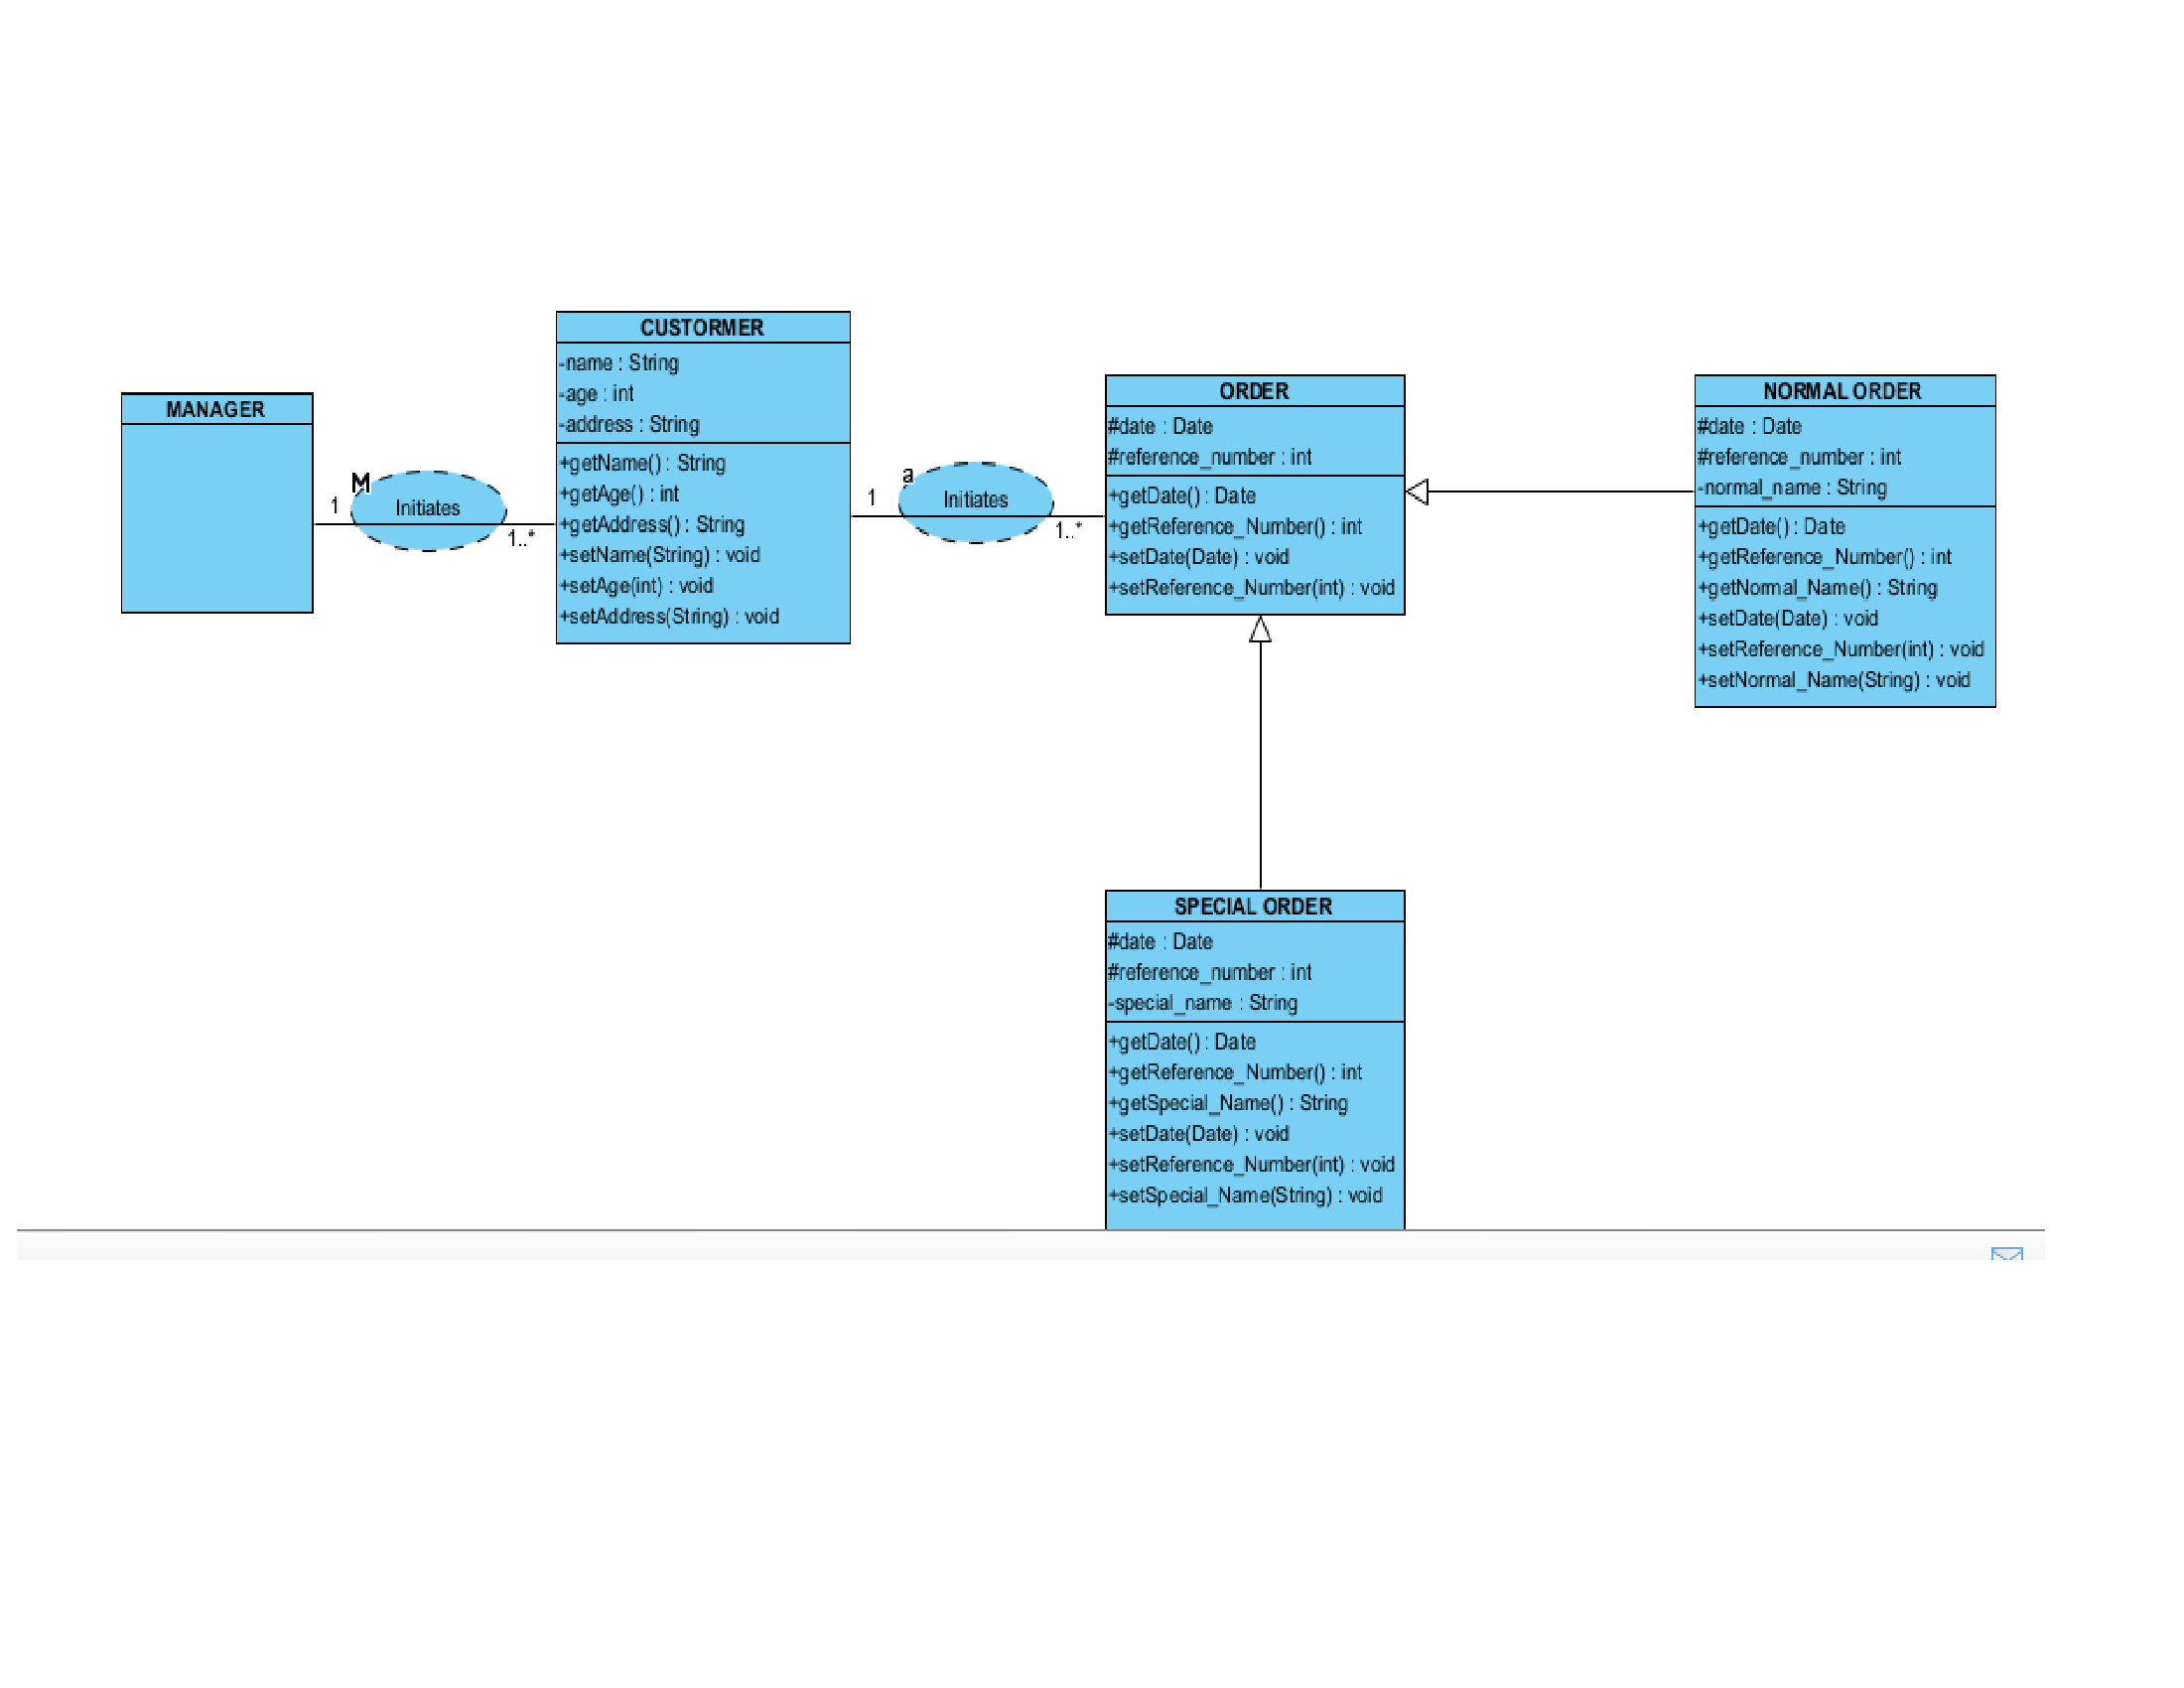 MANAGER
1
M
Initiates
1..*
CUSTORMER
-name : String
-age : int
-address : String
+getName() : String
+getAge() : int
+getAddress() : String
+setName(String) : void
+setAge(int) : void
+setAddress(String) : void
1
a
Initiates
1..*
ORDER
#date : Date
#reference_number : int
+getDate() : Date
+getReference_Number() : int
+setDate(Date) : void
+setReference_Number(int) : void
NORMAL ORDER
#date : Date
#reference_number : int
-normal_name : String
+getDate() : Date
+getReference_Number() : int
+getNormal_Name() : String
+setDate(Date) : void
+setReference_Number(int) : void
+setNormal_Name(String) : void
SPECIAL ORDER
#date : Date
#reference_number : int
-special_name : String
+getDate() : Date
+getReference_Number() : int
+getSpecial_Name() : String
+setDate(Date) : void
+setReference_Number(int) : void
+setSpecial_Name(String) : void